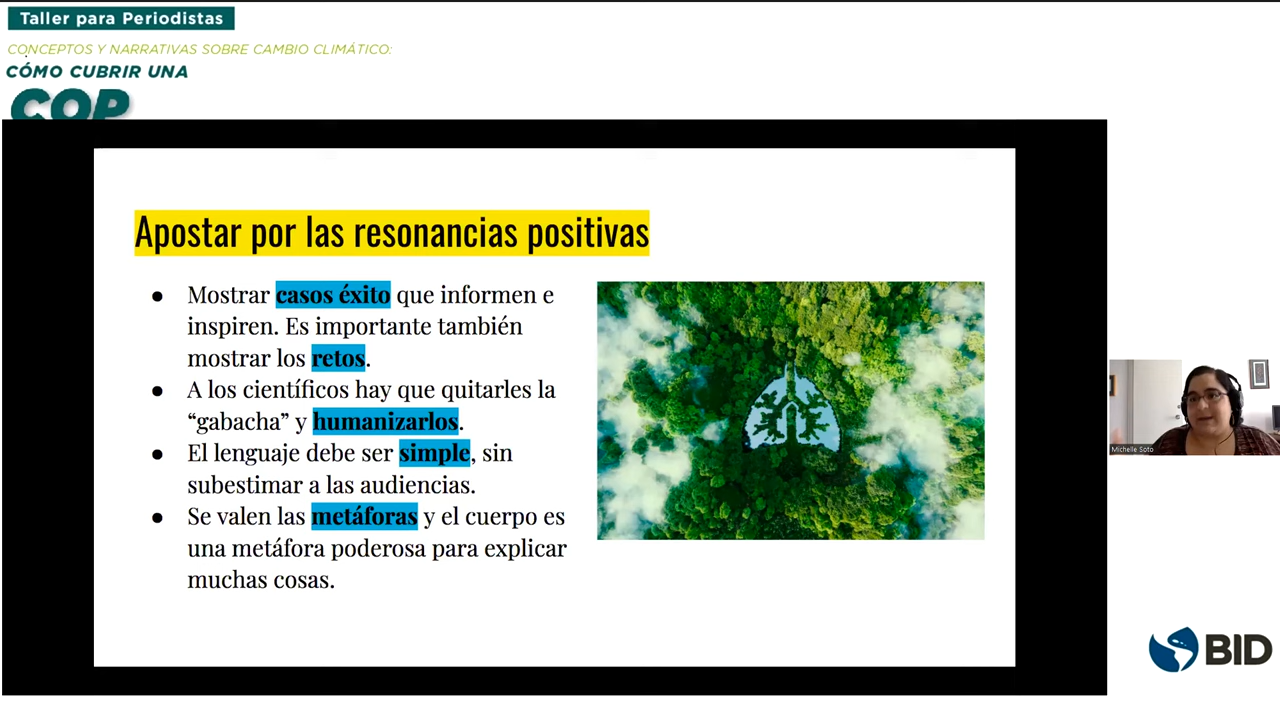 Taller para Periodistas
CONCEPTOS Y NARRATIVAS SOBRE CAMBIO CLIMÁTICO:
CÓMO CUBRIR UNA
COP
Apostar por las resonancias positivas
● Mostrar casos éxito que informen e
inspiren. Es importante también
mostrar los retos.
● A los científicos hay que quitarles la
“gabacha” y humanizarlos.
● El lenguaje debe ser simple, sin
subestimar a las audiencias.
● Se valen las metáforas y el cuerpo es
una metáfora poderosa para explicar
muchas cosas.
Michelle Soto
BID